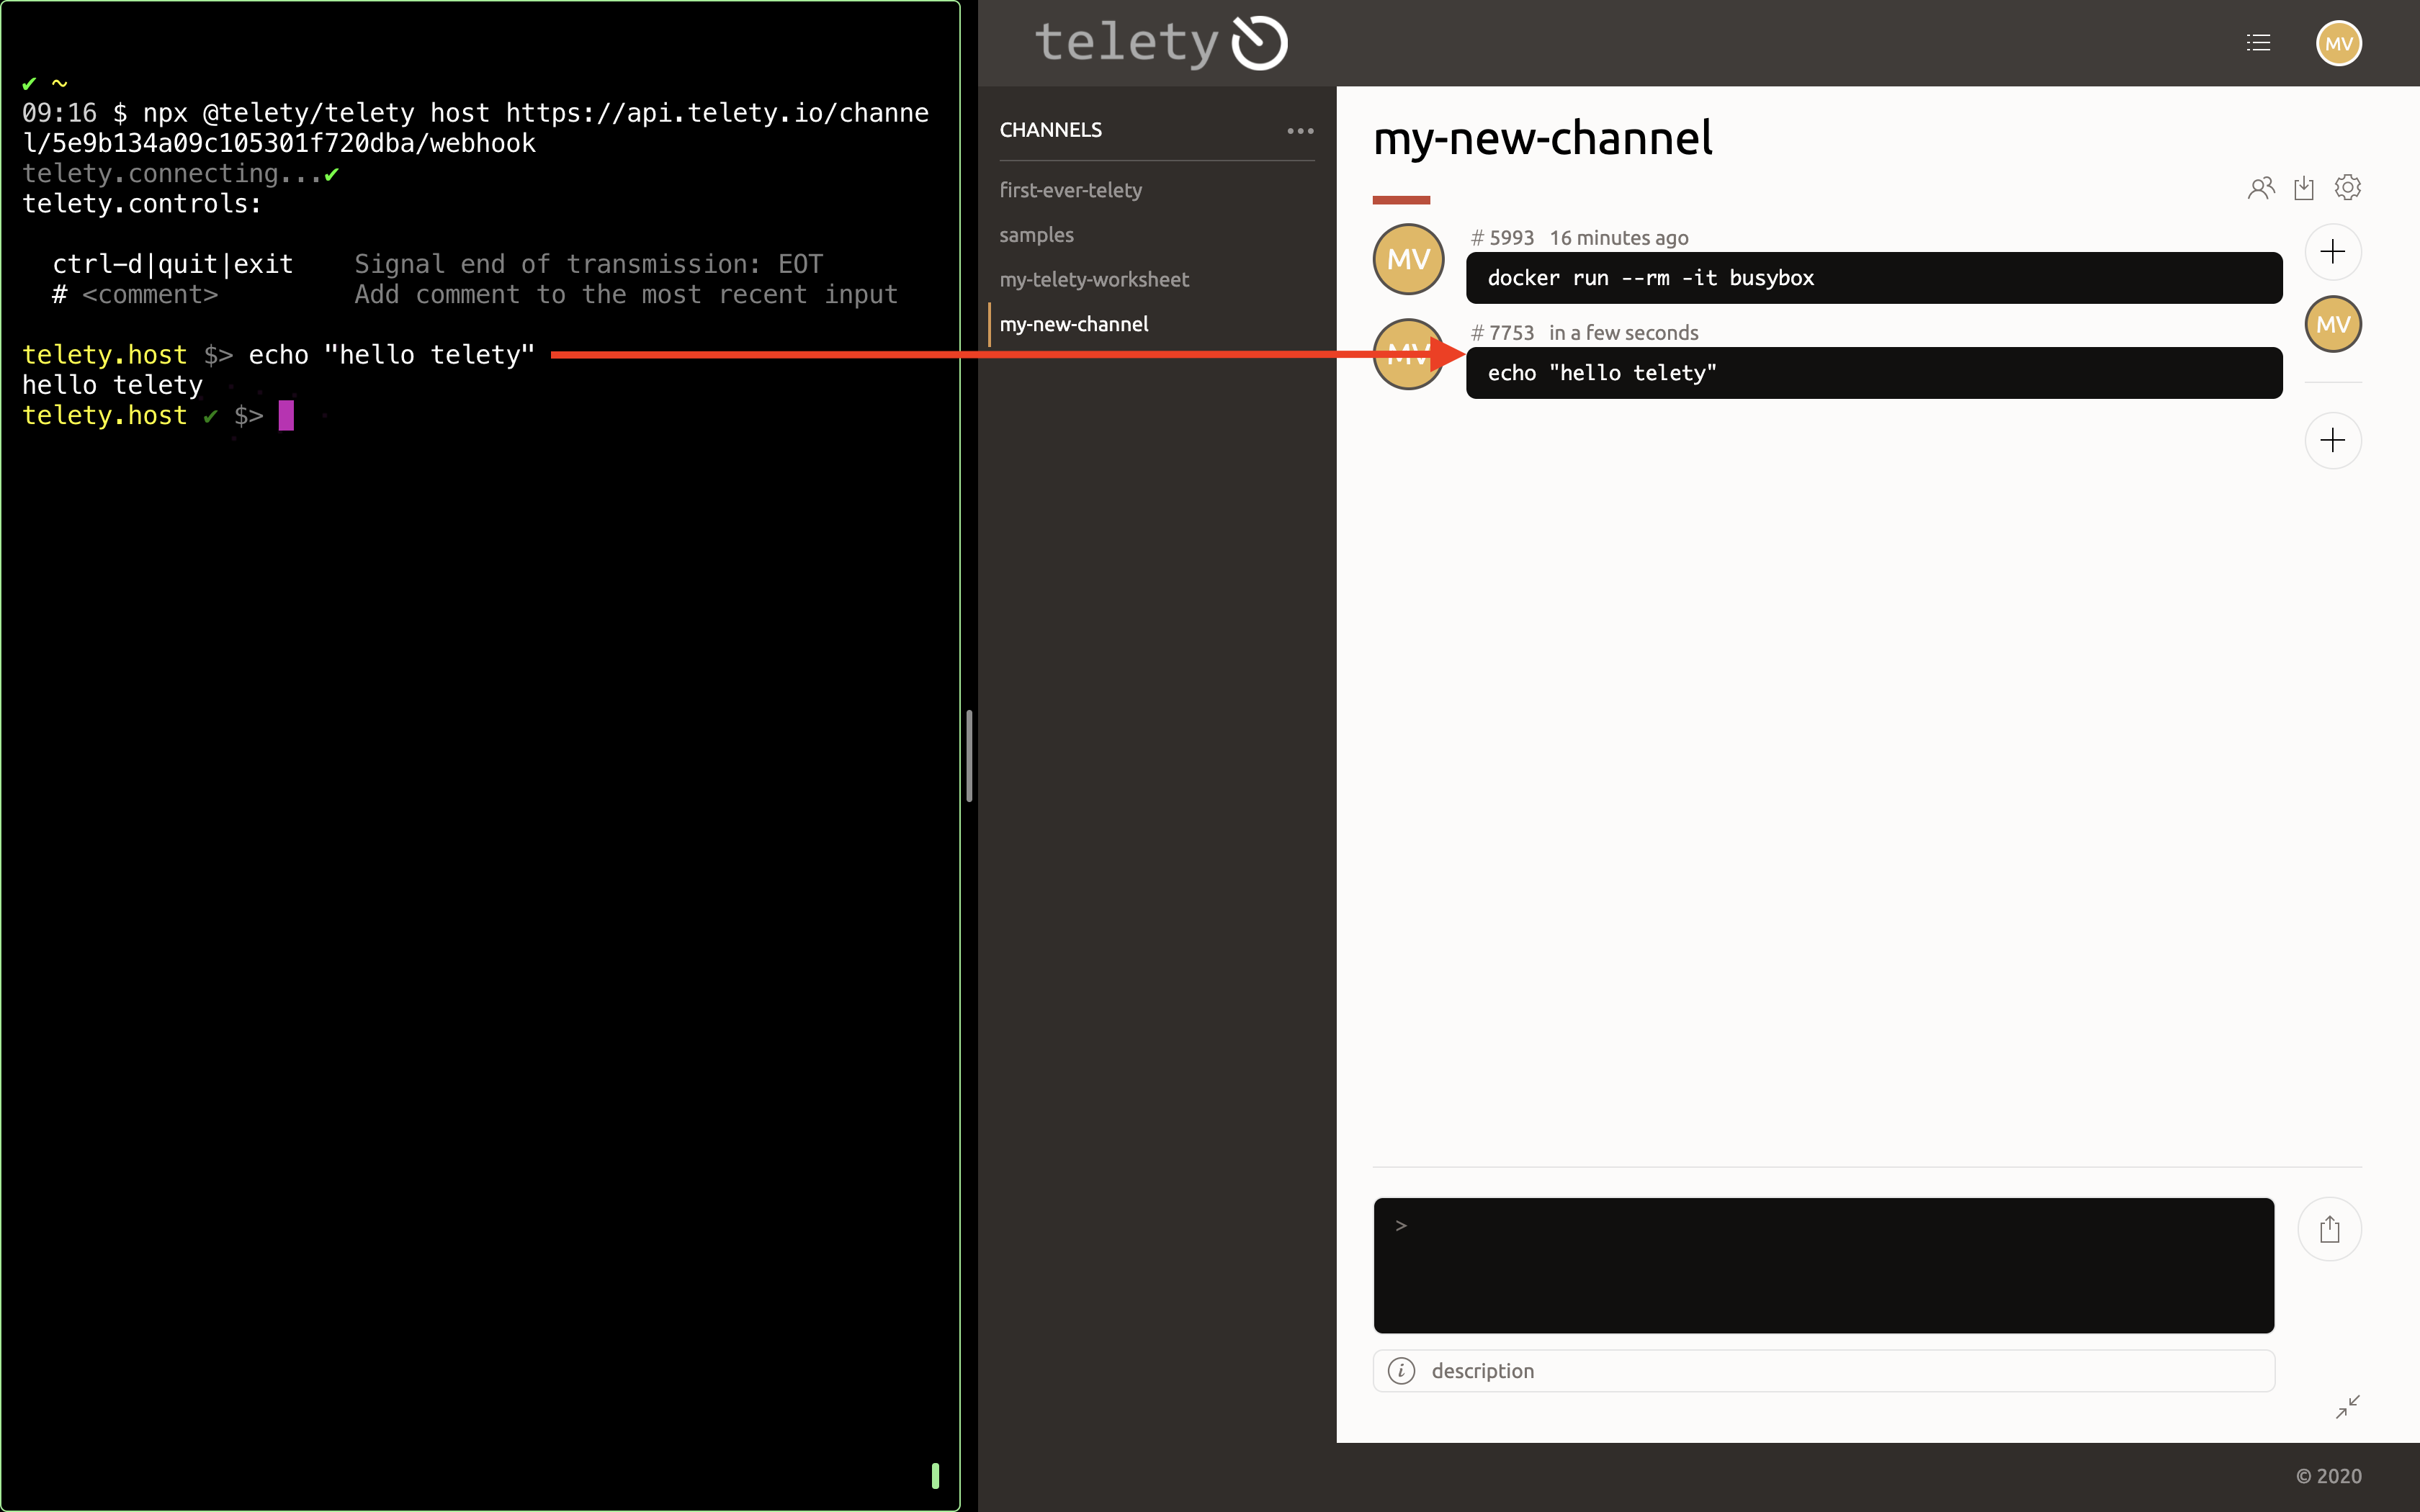 ✔ ~
09:16 $ npx @telety/telety host https://api.telety.io/channe
l/5e9b134a09c105301f720dba/webhook
telety.connecting...✔
telety.controls:
ctrl-d|quit|exit    Signal end of transmission: EOT
# <comment>         Add comment to the most recent input
telety.host $> echo "hello telety"
hello telety
telety.host ✔ $>
telety
MV
CHANNELS
first-ever-telety
samples
my-telety-worksheet
my-new-channel
my-new-channel
MV
# 5993 16 minutes ago
docker run --rm -it busybox
MV
MV
# 7753 in a few seconds
echo "hello telety"
>
i description
© 2020